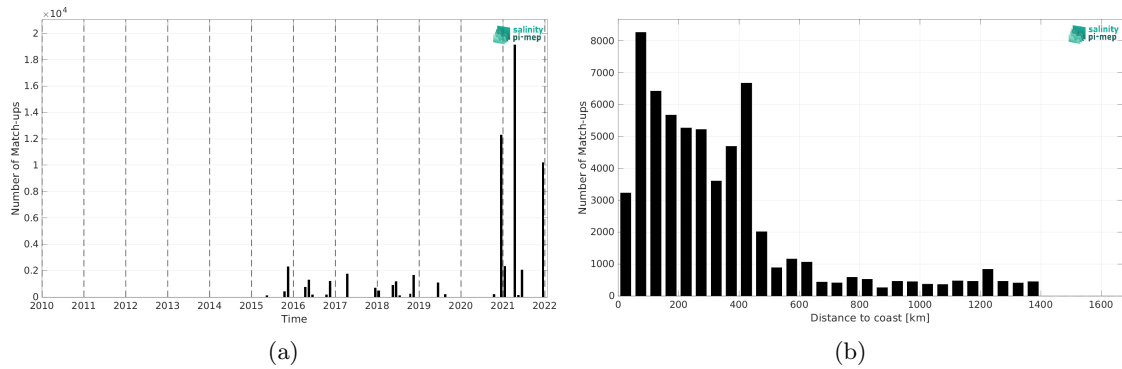 ×10⁴
salinity
pi-mep
2
1.8
1.6
1.4
1.2
1
0.8
0.6
0.4
0.2
0
Number of Match-ups
2010 2011 2012 2013 2014 2015 2016 2017 2018 2019 2020 2021 2022
Time
(a)
salinity
pi-mep
8000
7000
6000
5000
4000
3000
2000
1000
0
Number of Match-ups
0 200 400 600 800 1000 1200 1400 1600
Distance to coast [km]
(b)